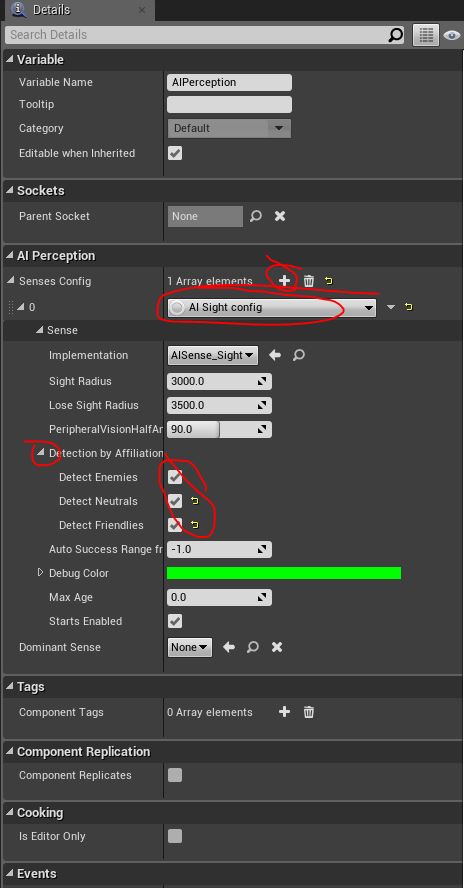 Details
Search Details
Variable
Variable Name AIPerception
Tooltip
Category Default
Editable when Inherited
Sockets
Parent Socket None
AI Perception
Senses Config 1 Array elements
0 AI Sight config
Sense
Implementation AISense_Sight
Sight Radius 3000.0
Lose Sight Radius 3500.0
PeripheralVisionHalfAn 90.0
Detection by Affiliation
Detect Enemies
Detect Neutrals
Detect Friendlies
Auto Success Range fr -1.0
Debug Color
Max Age 0.0
Starts Enabled
Dominant Sense None
Tags
Component Tags 0 Array elements
Component Replication
Component Replicates
Cooking
Is Editor Only
Events